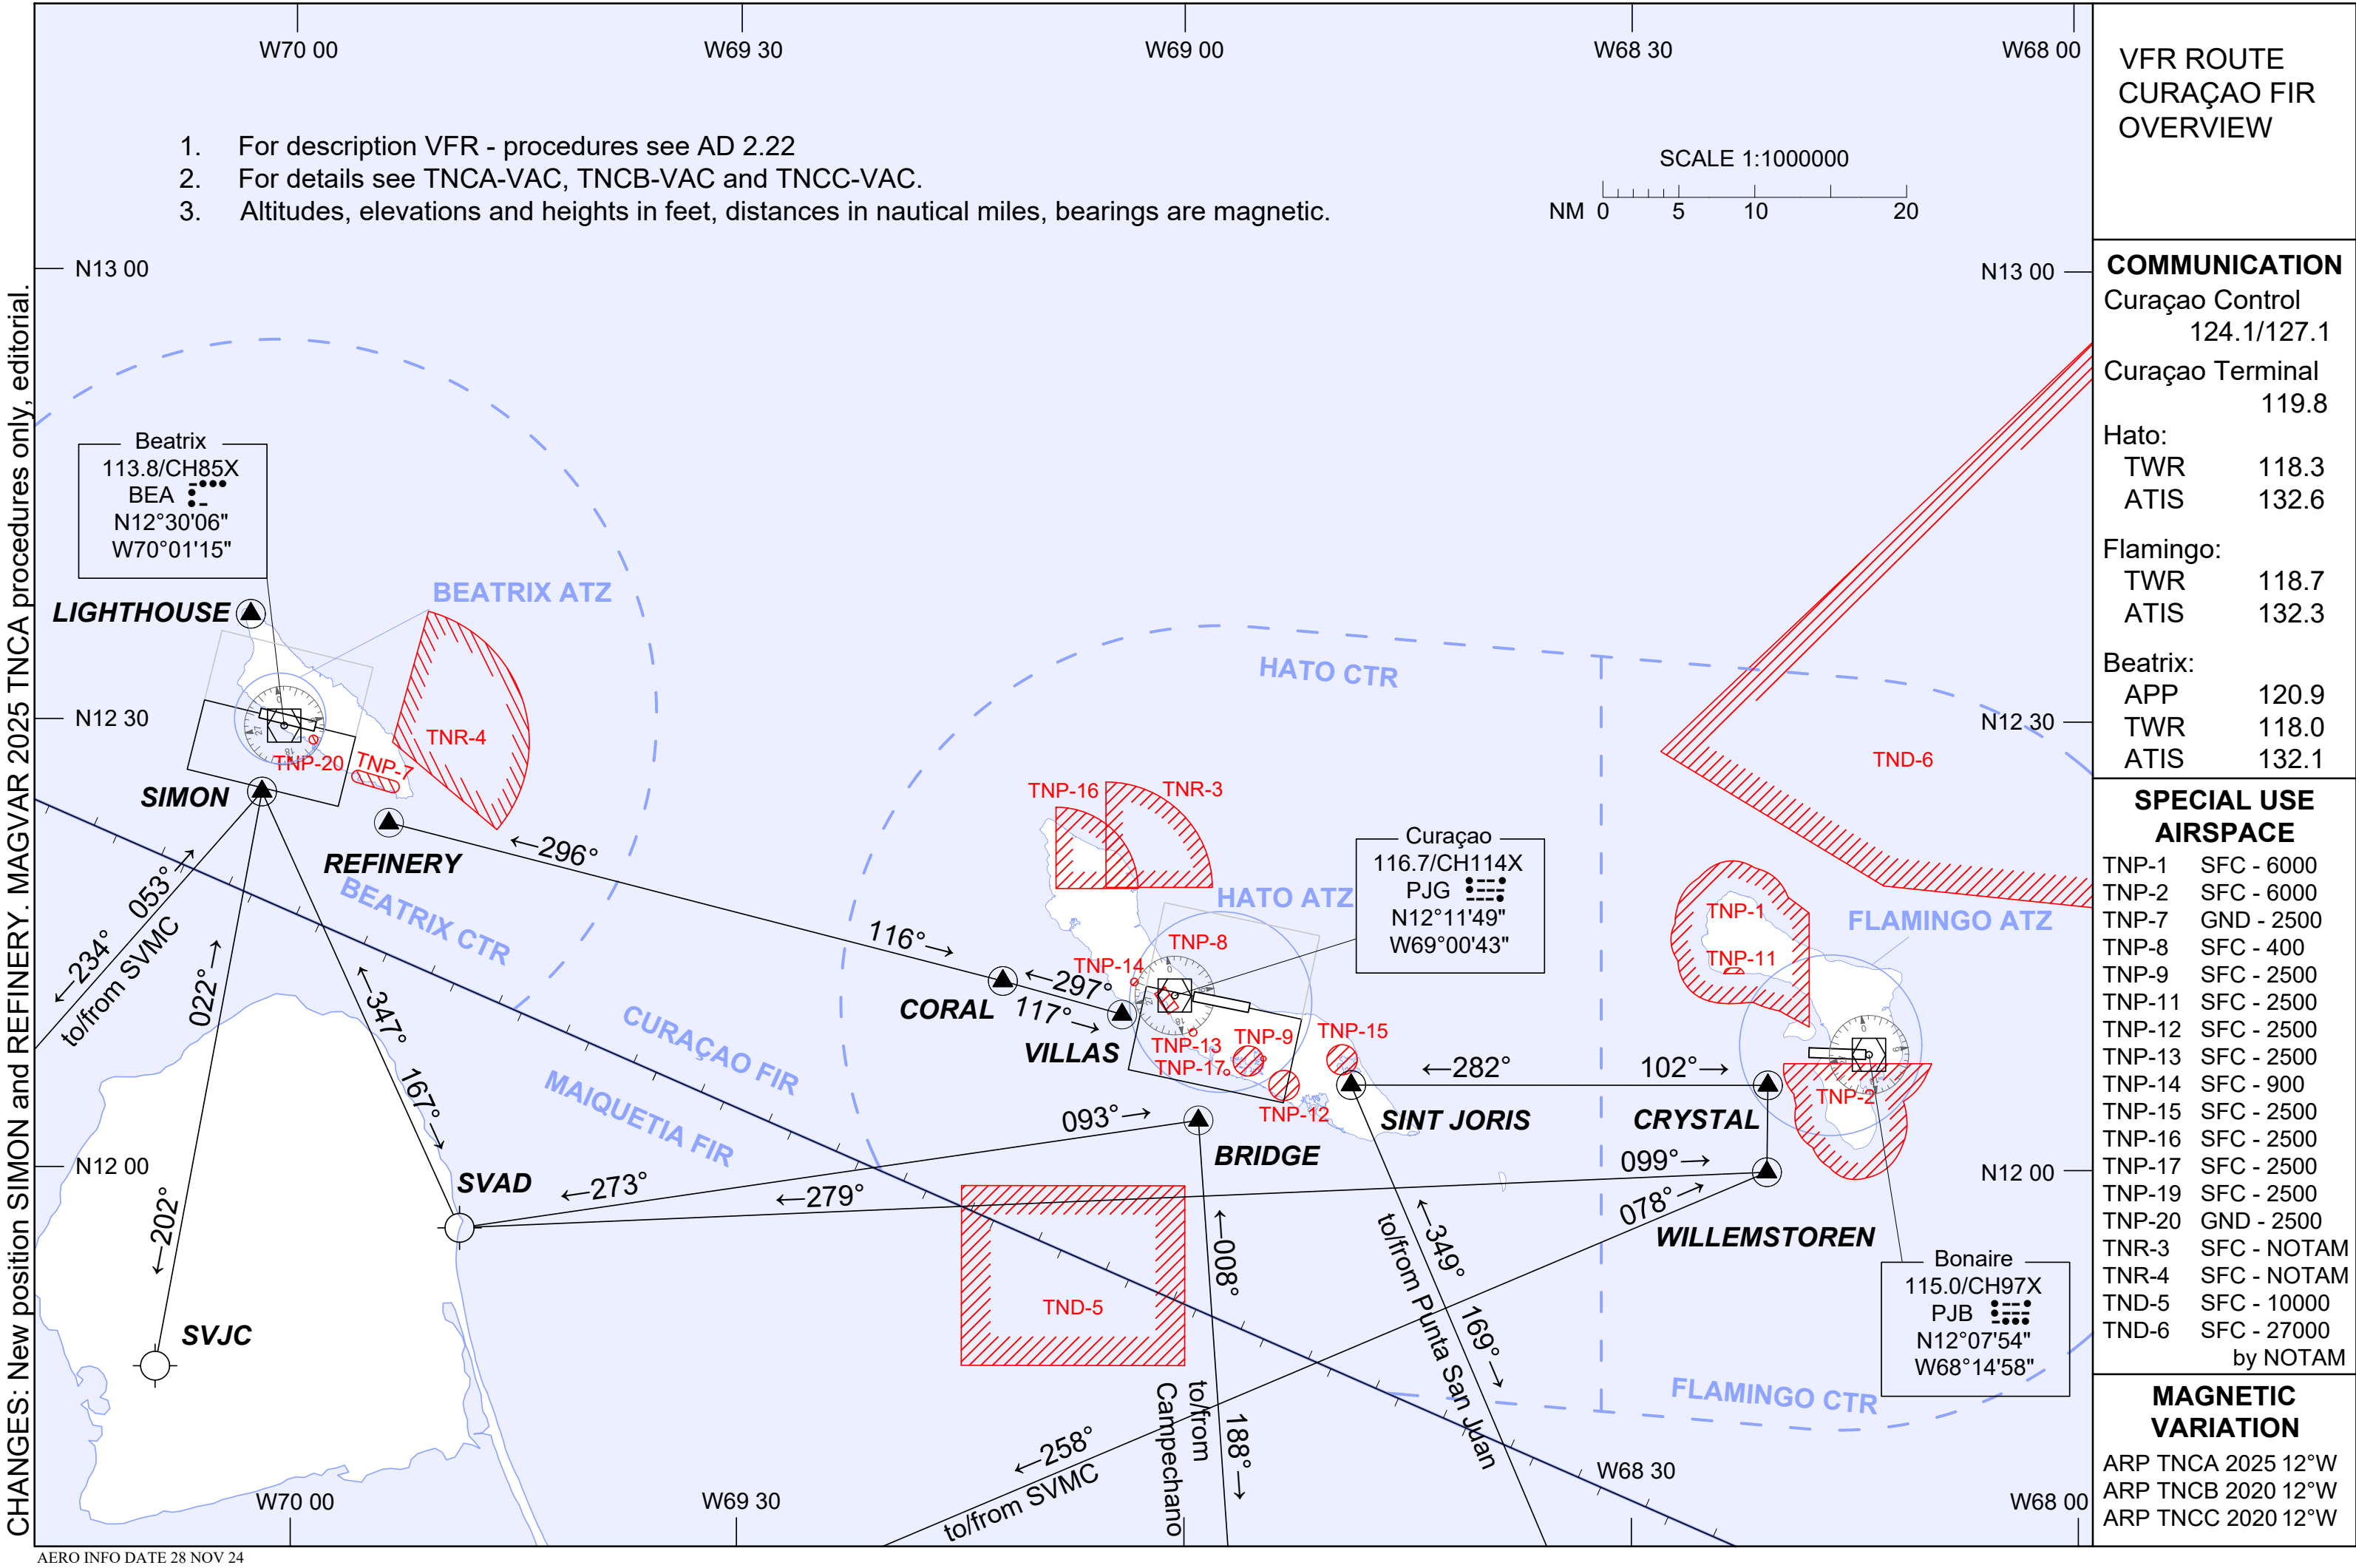 W70 00
W69 30
W69 00
W68 30
W68 00
1. For description VFR - procedures see AD 2.22
2. For details see TNCA-VAC, TNCB-VAC and TNCC-VAC.
3. Altitudes, elevations and heights in feet, distances in nautical miles, bearings are magnetic.
SCALE 1:1000000
NM 0 5 10 20
N13 00
N13 00
Beatrix
113.8/CH85X
BEA
N12°30'06"
W70°01'15"
BEATRIX ATZ
LIGHTHOUSE
HATO CTR
N12 30
N12 30
TNR-4
TNP-20
TNP-7
TND-6
SIMON
TNP-16
TNR-3
REFINERY
←296°
Curaçao
116.7/CH114X
PJG
N12°11'49"
W69°00'43"
053°→
←234°
to/from SVMC
BEATRIX CTR
HATO ATZ
TNP-1
FLAMINGO ATZ
116°→
TNP-8
TNP-14
TNP-11
022°→
←347°
CORAL
←297°
117°→
CURAÇAO FIR
VILLAS
TNP-13
TNP-9
TNP-15
TNP-17
←282°
102°→
MAIQUETIA FIR
167°→
093°→
TNP-12
SINT JORIS
CRYSTAL
TNP-2
BRIDGE
N12 00
N12 00
SVAD
←273°
←279°
099°→
078°→
WILLEMSTOREN
←202°
←008°
←349°
to/from Punta San Juan
169°→
TND-5
SVJC
Bonaire
115.0/CH97X
PJB
N12°07'54"
W68°14'58"
FLAMINGO CTR
to/from
Campechano
188°→
←258°
to/from SVMC
W70 00
W69 30
W68 30
W68 00
VFR ROUTE
CURAÇAO FIR
OVERVIEW
COMMUNICATION
Curaçao Control
124.1/127.1
Curaçao Terminal
119.8
Hato:
TWR 118.3
ATIS 132.6
Flamingo:
TWR 118.7
ATIS 132.3
Beatrix:
APP 120.9
TWR 118.0
ATIS 132.1
SPECIAL USE
AIRSPACE
TNP-1 SFC - 6000
TNP-2 SFC - 6000
TNP-7 GND - 2500
TNP-8 SFC - 400
TNP-9 SFC - 2500
TNP-11 SFC - 2500
TNP-12 SFC - 2500
TNP-13 SFC - 2500
TNP-14 SFC - 900
TNP-15 SFC - 2500
TNP-16 SFC - 2500
TNP-17 SFC - 2500
TNP-19 SFC - 2500
TNP-20 GND - 2500
TNR-3 SFC - NOTAM
TNR-4 SFC - NOTAM
TND-5 SFC - 10000
TND-6 SFC - 27000
by NOTAM
MAGNETIC
VARIATION
ARP TNCA 2025 12°W
ARP TNCB 2020 12°W
ARP TNCC 2020 12°W
CHANGES: New position SIMON and REFINERY. MAGVAR 2025 TNCA procedures only, editorial.
AERO INFO DATE 28 NOV 24